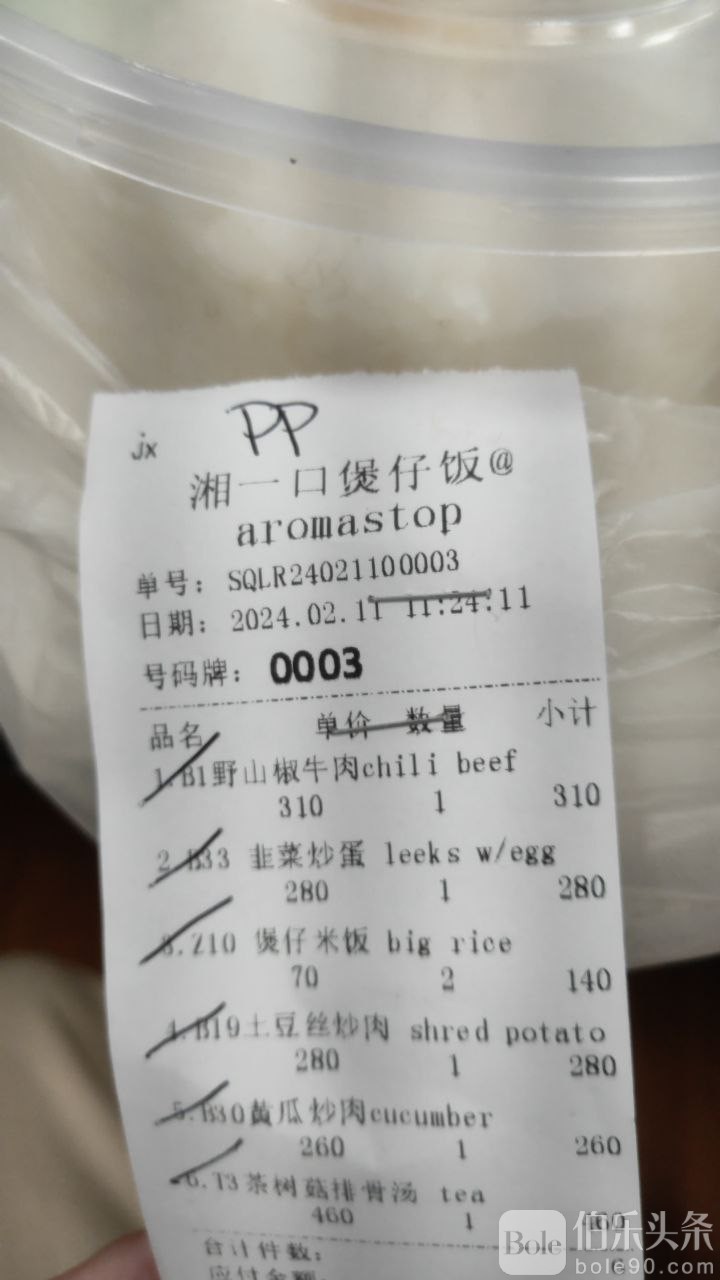 PP
jx
湘一口煲仔饭@
aromastop
单号: SQLR24021100003
日期: 2024.02.11 11:24:11
号码牌: 0003
品名 单价 数量 小计
1.B1野山椒牛肉chili beef
310 1 310
2.B33 韭菜炒蛋 leeks w/egg
280 1 280
3.Z10 煲仔米饭 big rice
70 2 140
4.B19土豆丝炒肉 shred potato
280 1 280
5.B30黄瓜炒肉cucumber
260 1 260
6.T3茶树菇排骨汤 tea
460 1 460
合计件数:
应付金额:
Bole 伯乐头条
bole90.com